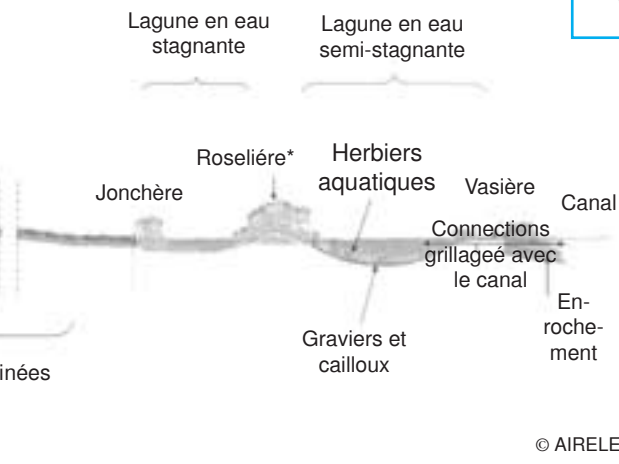 Lagune en eau
stagnante
Lagune en eau
semi-stagnante
Jonchère
Roseliére*
Herbiers
aquatiques
Vasière
Canal
Connections
grillageé avec
le canal
En-
roche-
ment
Graviers et
cailloux
inées
© AIRELE